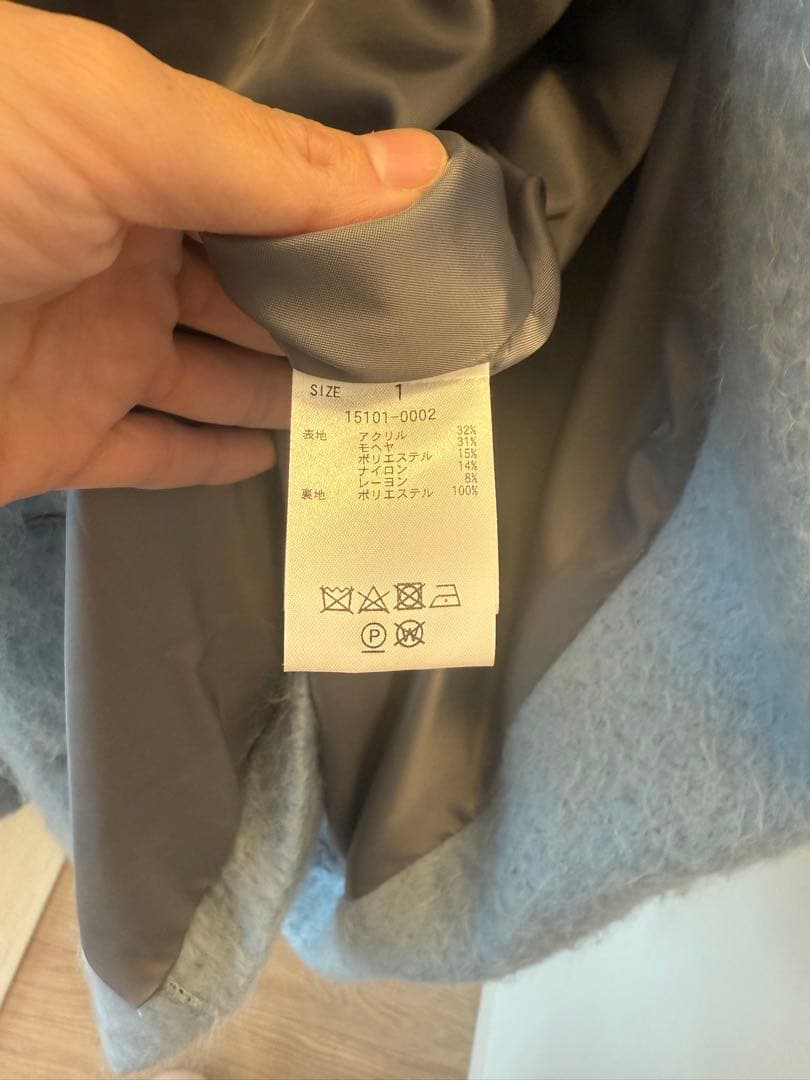 SIZE 1
15101-0002
表地 アクリル 32%
モヘヤ 31%
ポリエステル 15%
ナイロン 14%
レーヨン 8%
裏地 ポリエステル 100%
P W